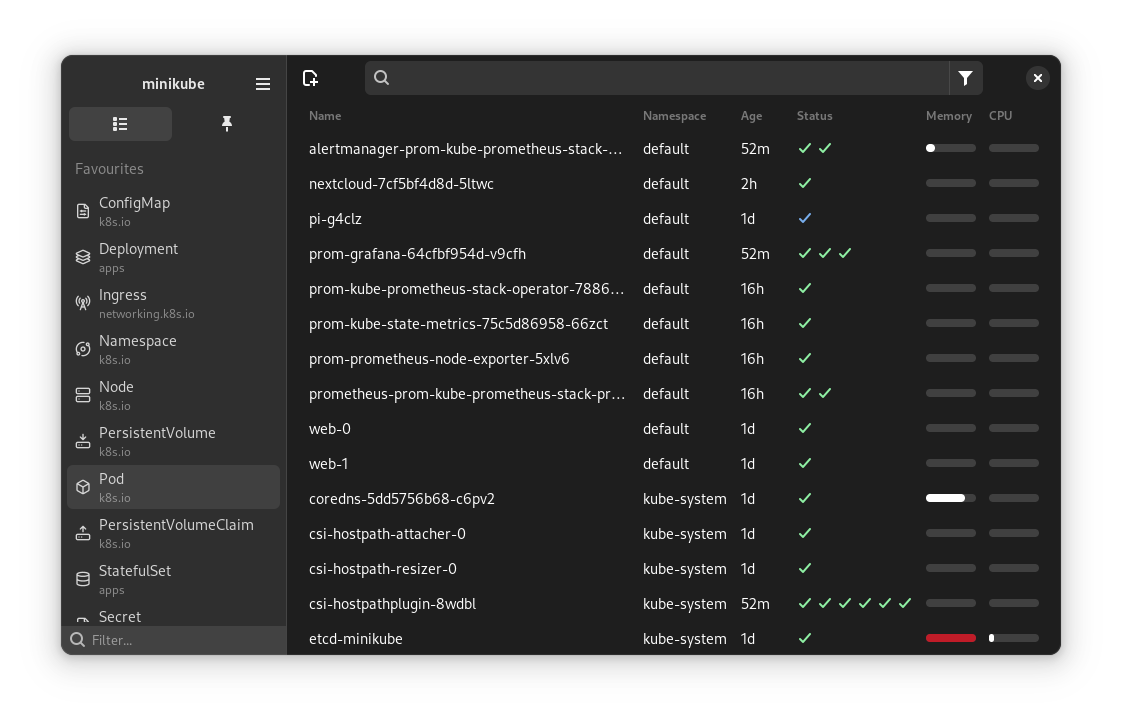 minikube
Favourites
ConfigMap
k8s.io
Deployment
apps
Ingress
networking.k8s.io
Namespace
k8s.io
Node
k8s.io
PersistentVolume
k8s.io
Pod
k8s.io
PersistentVolumeClaim
k8s.io
StatefulSet
apps
Secret
Filter...
Name Namespace Age Status Memory CPU
alertmanager-prom-kube-prometheus-stack-... default 52m
nextcloud-7cf5bf4d8d-5ltwc default 2h
pi-g4clz default 1d
prom-grafana-64cfbf954d-v9cfh default 52m
prom-kube-prometheus-stack-operator-7886... default 16h
prom-kube-state-metrics-75c5d86958-66zct default 16h
prom-prometheus-node-exporter-5xlv6 default 16h
prometheus-prom-kube-prometheus-stack-pr... default 16h
web-0 default 1d
web-1 default 1d
coredns-5dd5756b68-c6pv2 kube-system 1d
csi-hostpath-attacher-0 kube-system 1d
csi-hostpath-resizer-0 kube-system 1d
csi-hostpathplugin-8wdbl kube-system 52m
etcd-minikube kube-system 1d